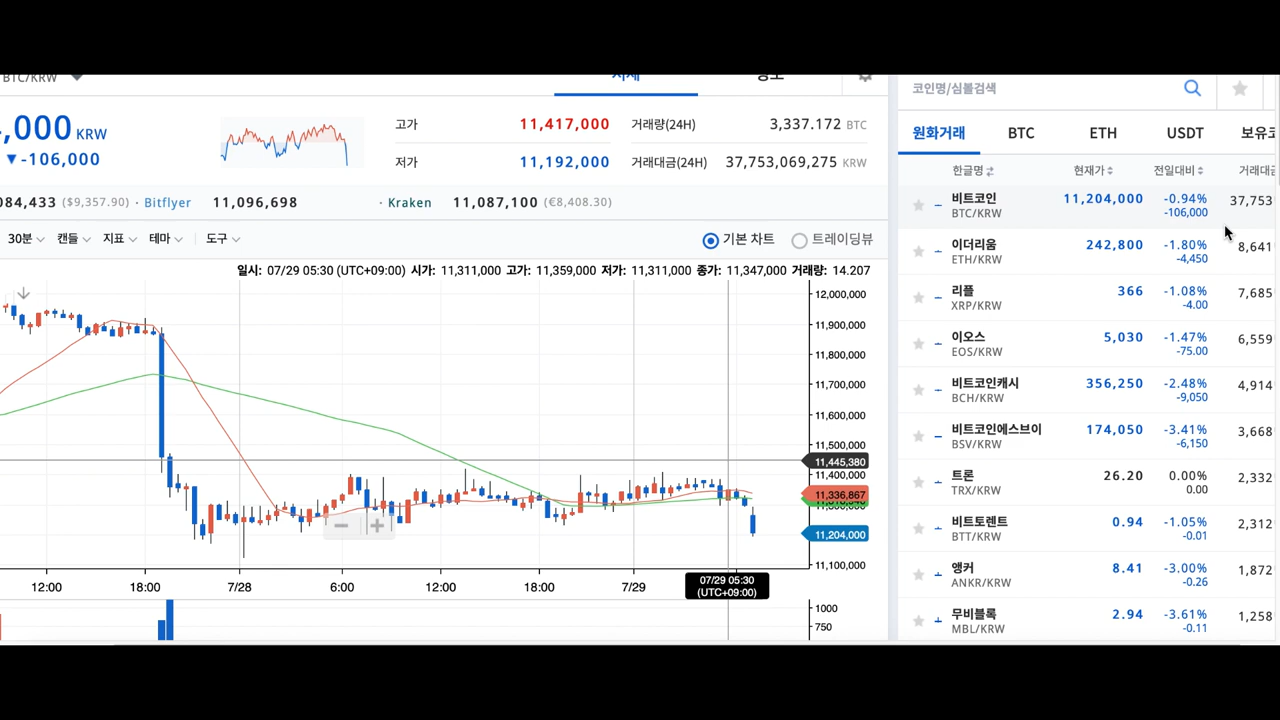 BTC/KRW
시세 정보
,000 KRW
▼-106,000
고가 11,417,000 거래량(24H) 3,337.172 BTC
저가 11,192,000 거래대금(24H) 37,753,069,275 KRW
084,433 ($9,357.90) · Bitflyer 11,096,698 · Kraken 11,087,100 (€8,408.30)
30분 캔들 지표 테마 도구 기본 차트 트레이딩뷰
일시: 07/29 05:30 (UTC+09:00) 시가: 11,311,000 고가: 11,359,000 저가: 11,311,000 종가: 11,347,000 거래량: 14.207
12,000,000
11,900,000
11,800,000
11,700,000
11,600,000
11,500,000
11,445,380
11,400,000
11,336,867
11,204,000
11,100,000
12:00 18:00 7/28 6:00 12:00 18:00 7/29
07/29 05:30
(UTC+09:00)
1000
750
코인명/심볼검색
원화거래 BTC ETH USDT 보유코
한글명 현재가 전일대비 거래대금
비트코인 11,204,000 -0.94% 37,753
BTC/KRW -106,000
이더리움 242,800 -1.80% 8,641
ETH/KRW -4,450
리플 366 -1.08% 7,685
XRP/KRW -4.00
이오스 5,030 -1.47% 6,559
EOS/KRW -75.00
비트코인캐시 356,250 -2.48% 4,914
BCH/KRW -9,050
비트코인에스브이 174,050 -3.41% 3,668
BSV/KRW -6,150
트론 26.20 0.00% 2,332
TRX/KRW 0.00
비트토렌트 0.94 -1.05% 2,312
BTT/KRW -0.01
앵커 8.41 -3.00% 1,872
ANKR/KRW -0.26
무비블록 2.94 -3.61% 1,258
MBL/KRW -0.11